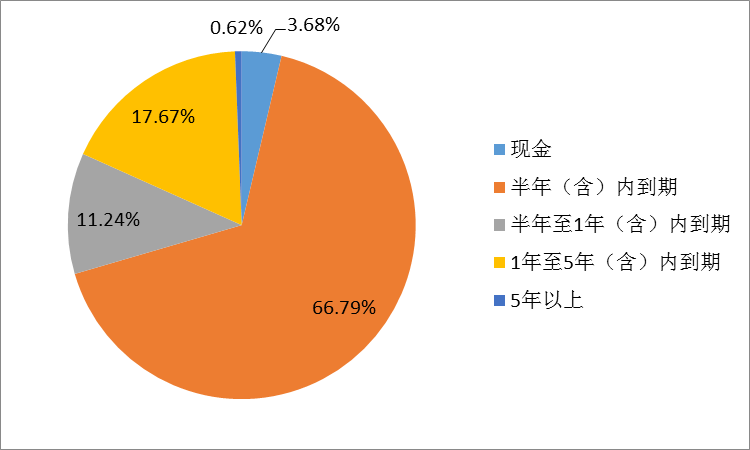 0.62%
3.68%
17.67%
11.24%
66.79%
现金
半年（含）内到期
半年至1年（含）内到期
1年至5年（含）内到期
5年以上